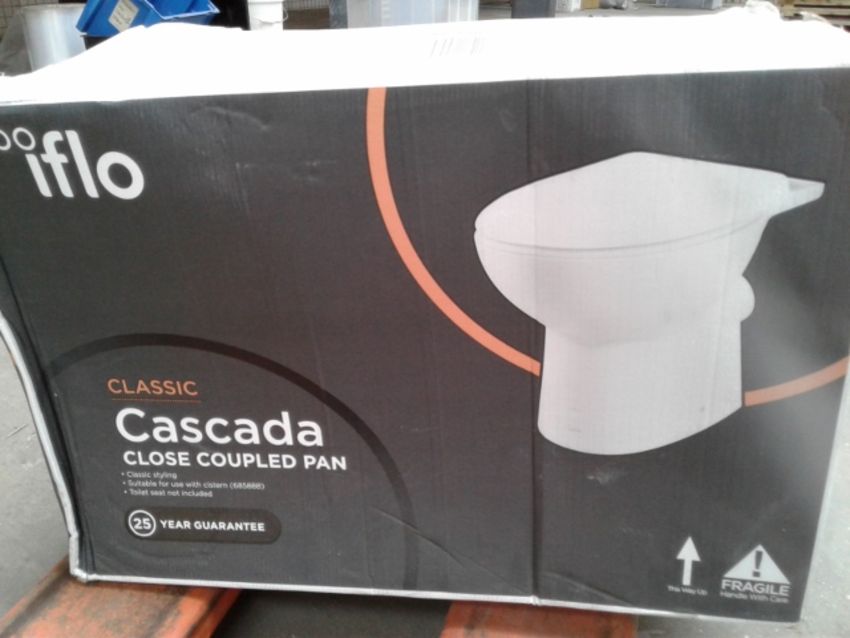 iflo
CLASSIC
Cascada
CLOSE COUPLED PAN
• Classic styling
• Suitable for use with cistern (685888)
• Toilet seat not included
25 YEAR GUARANTEE
This Way Up
FRAGILE
Handle With Care